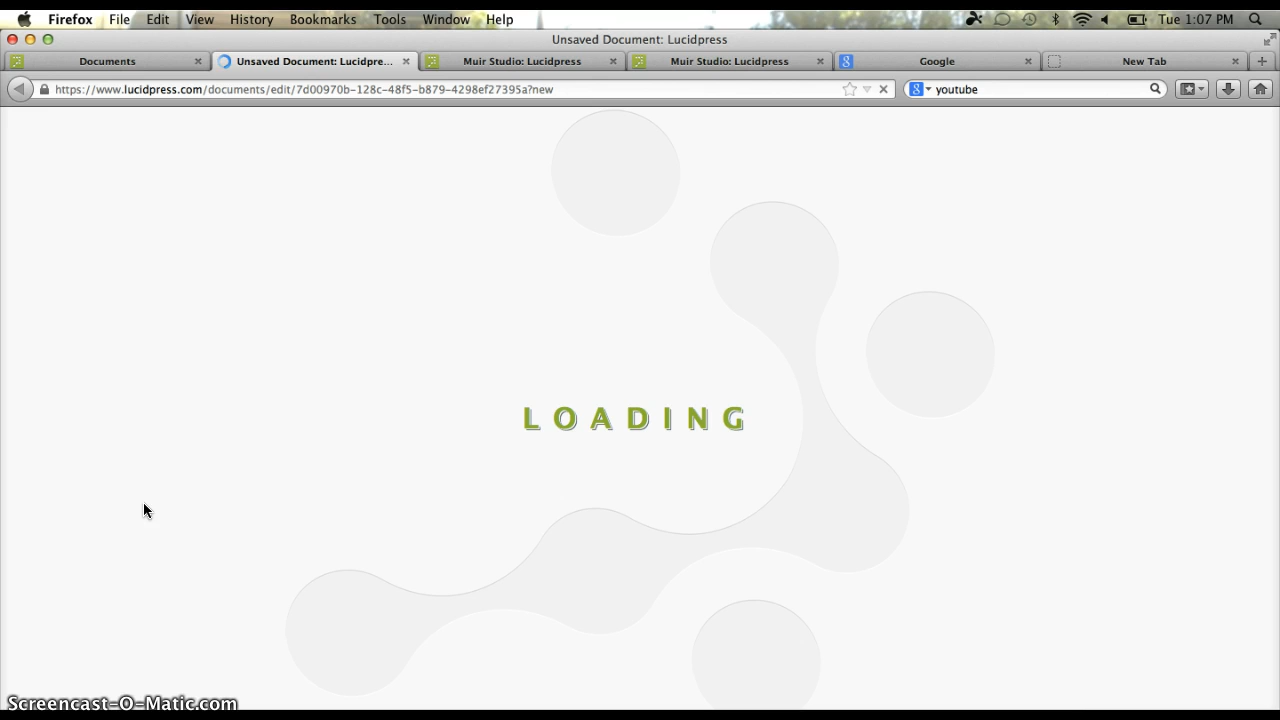 Firefox File Edit View History Bookmarks Tools Window Help Tue 1:07 PM
Unsaved Document: Lucidpress
Documents Unsaved Document: Lucidpre... Muir Studio: Lucidpress Muir Studio: Lucidpress Google New Tab
https://www.lucidpress.com/documents/edit/7d00970b-128c-48f5-b879-4298ef27395a?new youtube
LOADING
Screencast-O-Matic.com